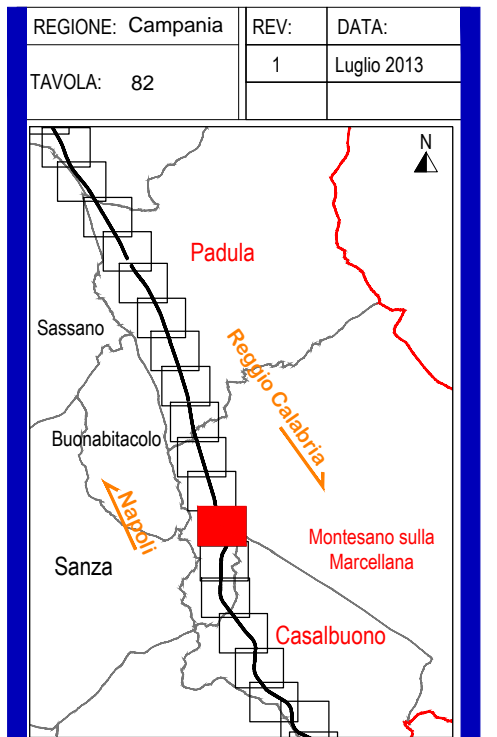 REGIONE: Campania
REV:
DATA:
TAVOLA: 82
1
Luglio 2013
N
Padula
Sassano
Reggio Calabria
Buonabitacolo
Napoli
Montesano sulla
Marcellana
Sanza
Casalbuono